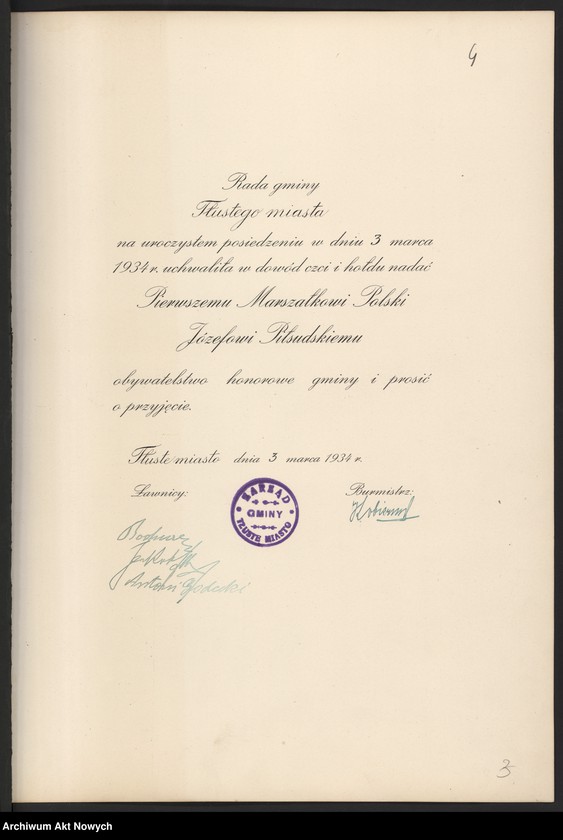 4
Rada gminy
Tłustego miasta
na uroczystem posiedzeniu w dniu 3 marca
1934 r. uchwaliła w dowód czci i hołdu nadać
Pierwszemu Marszałkowi Polski
Józefowi Piłsudskiemu
obywatelstwo honorowe gminy i prosić
o przyjęcie.
Tłuste miasto dnia 3 marca 1934 r.
Ławnicy:
Burmistrz:
ZARZĄD
GMINY
TŁUSTE MIASTO
Antoni
3
Archiwum Akt Nowych